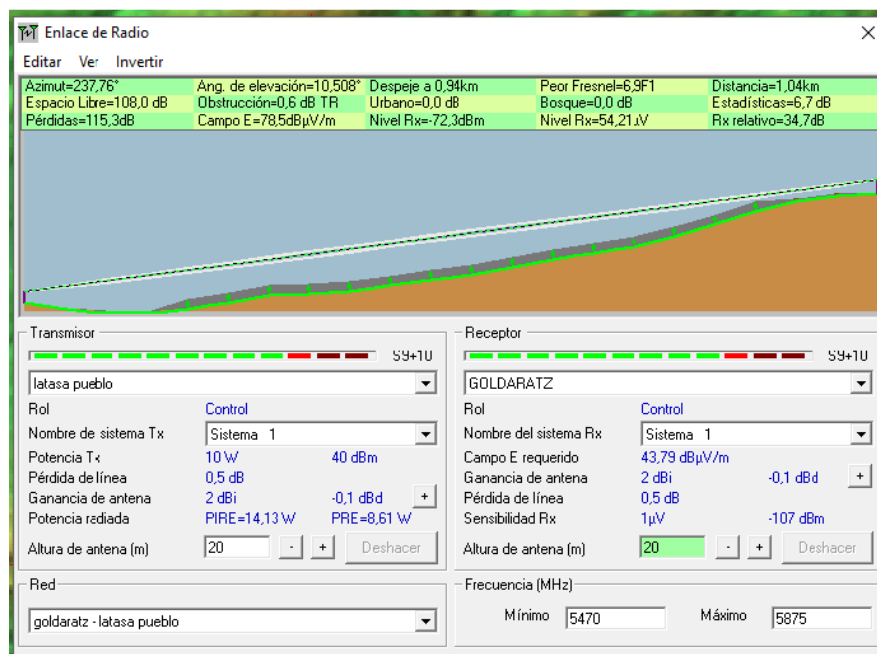 Enlace de Radio
Editar Ver Invertir
Azimut=237,76° Ang. de elevación=10,508° Despeje a 0,94km Peor Fresnel=6,9F1 Distancia=1,04km
Espacio Libre=108,0 dB Obstrucción=0,6 dB TR Urbano=0,0 dB Bosque=0,0 dB Estadísticas=6,7 dB
Pérdidas=115,3dB Campo E=78,5dBµV/m Nivel Rx=-72,3dBm Nivel Rx=54,21µV Rx relativo=34,7dB
Transmisor
S9+10
latasa pueblo
Rol Control
Nombre de sistema Tx Sistema 1
Potencia Tx 10 W 40 dBm
Pérdida de línea 0,5 dB
Ganancia de antena 2 dBi -0,1 dBd +
Potencia radiada PIRE=14,13 W PRE=8,61 W
Altura de antena (m) 20 - + Deshacer
Red
goldaratz - latasa pueblo
Receptor
S9+10
GOLDARATZ
Rol Control
Nombre del sistema Rx Sistema 1
Campo E requerido 43,79 dBµV/m
Ganancia de antena 2 dBi -0,1 dBd +
Pérdida de línea 0,5 dB
Sensibilidad Rx 1µV -107 dBm
Altura de antena (m) 20 - + Deshacer
Frecuencia (MHz)
Mínimo 5470 Máximo 5875